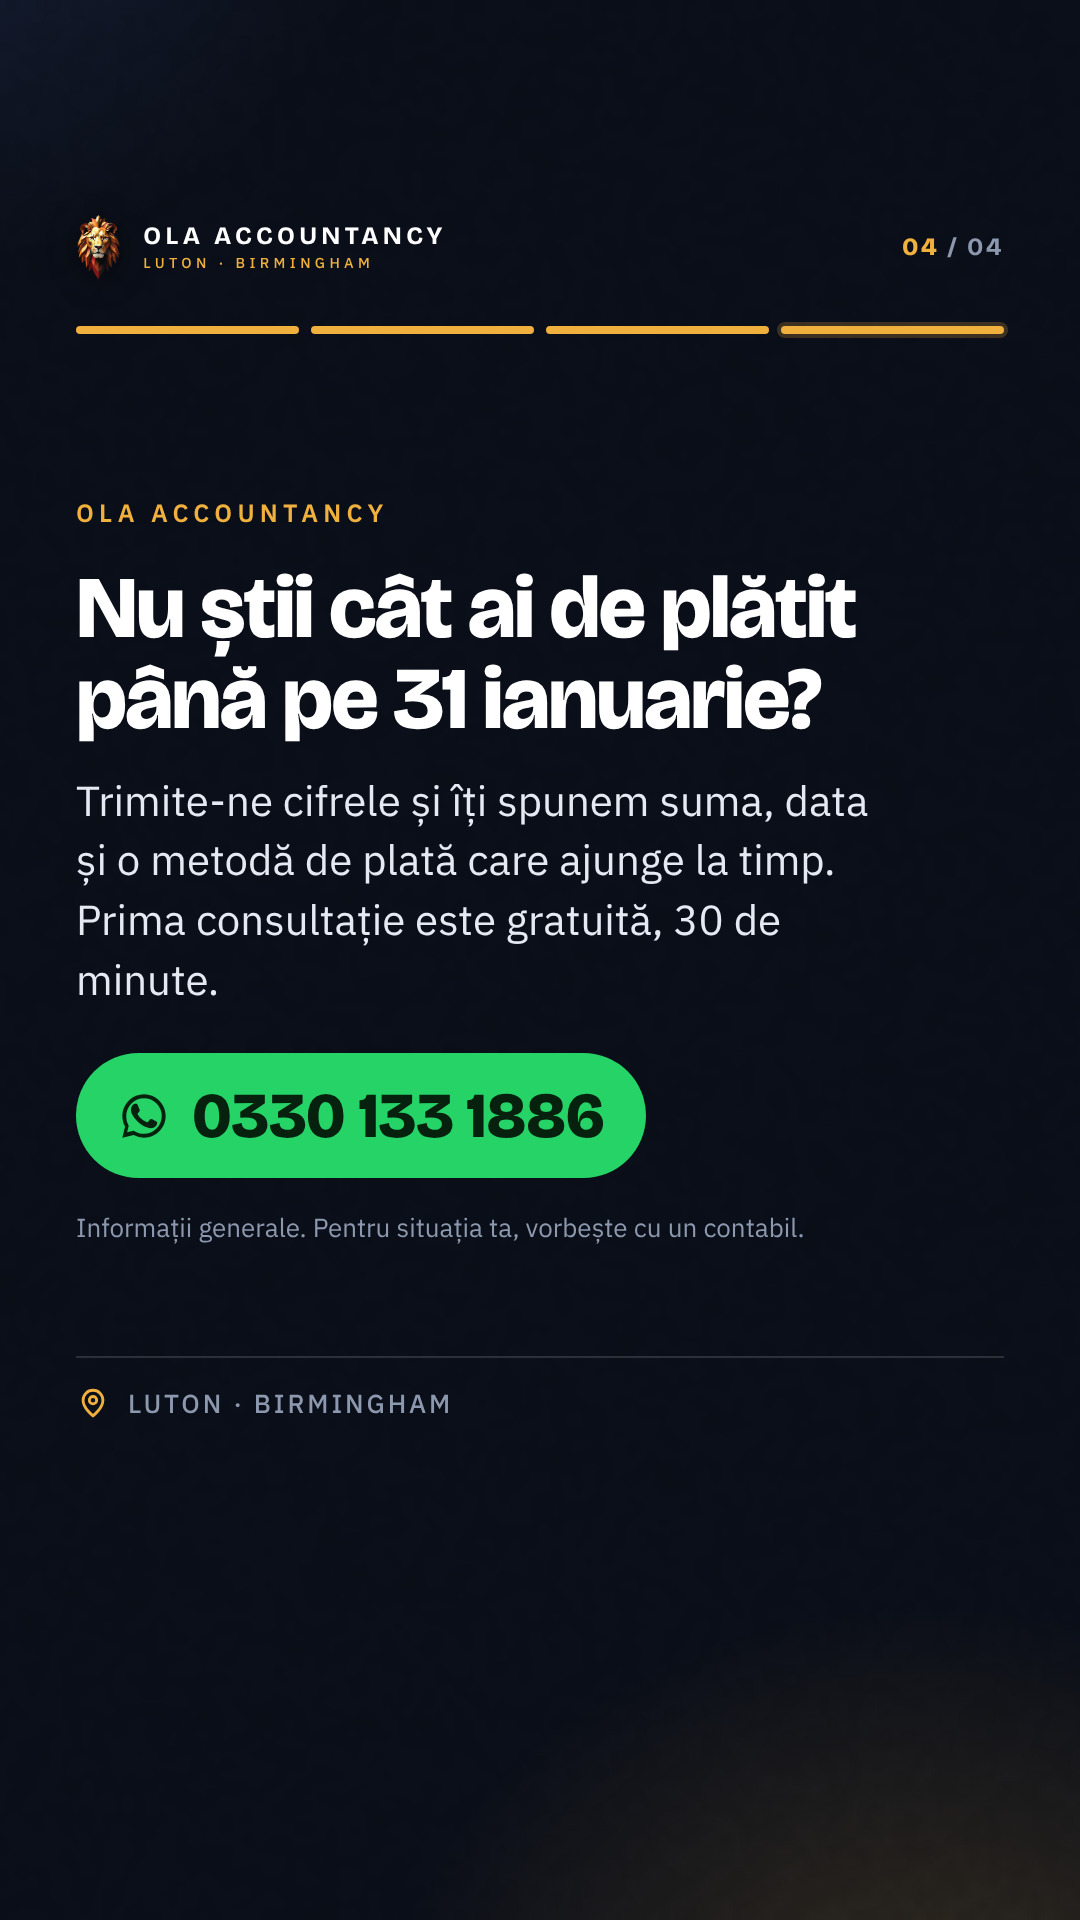 OLA ACCOUNTANCY
LUTON · BIRMINGHAM
04 / 04
OLA ACCOUNTANCY
Nu știi cât ai de plătit
până pe 31 ianuarie?
Trimite-ne cifrele și îți spunem suma, data
și o metodă de plată care ajunge la timp.
Prima consultație este gratuită, 30 de
minute.
0330 133 1886
Informații generale. Pentru situația ta, vorbește cu un contabil.
LUTON · BIRMINGHAM